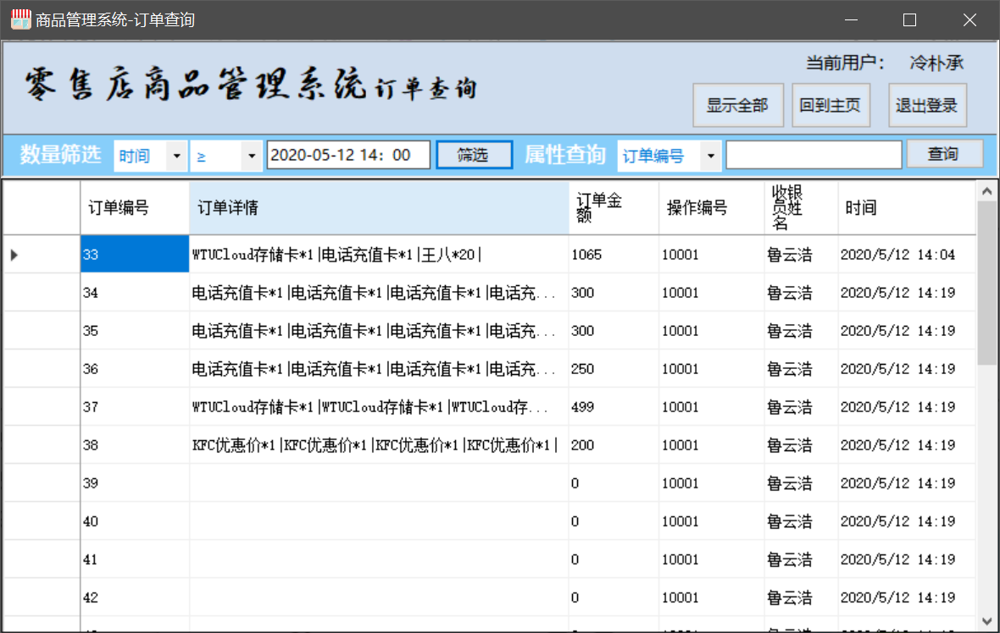 商品管理系统-订单查询
零售店商品管理系统订单查询
当前用户： 冷朴承
显示全部 回到主页 退出登录
数量筛选 时间 ≥ 2020-05-12 14：00 筛选 属性查询 订单编号 查询
订单编号 订单详情 订单金额 操作编号 收银员姓名 时间
33 WTUCloud存储卡*1|电话充值卡*1|王八*20| 1065 10001 鲁云浩 2020/5/12 14:04
34 电话充值卡*1|电话充值卡*1|电话充值卡*1|电话充... 300 10001 鲁云浩 2020/5/12 14:19
35 电话充值卡*1|电话充值卡*1|电话充值卡*1|电话充... 300 10001 鲁云浩 2020/5/12 14:19
36 电话充值卡*1|电话充值卡*1|电话充值卡*1|电话充... 250 10001 鲁云浩 2020/5/12 14:19
37 WTUCloud存储卡*1|WTUCloud存储卡*1|WTUCloud存... 499 10001 鲁云浩 2020/5/12 14:19
38 KFC优惠价*1|KFC优惠价*1|KFC优惠价*1|KFC优惠价*1| 200 10001 鲁云浩 2020/5/12 14:19
39 0 10001 鲁云浩 2020/5/12 14:19
40 0 10001 鲁云浩 2020/5/12 14:19
41 0 10001 鲁云浩 2020/5/12 14:19
42 0 10001 鲁云浩 2020/5/12 14:19